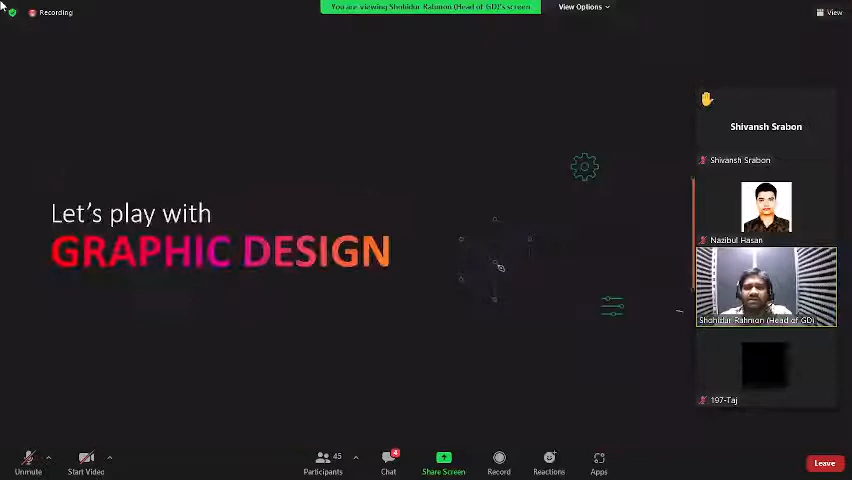 Recording
You are viewing Shohidur Rahmon (Head of GD)'s screen
View Options
View
Shivansh Srabon
Shivansh Srabon
Let's play with
GRAPHIC DESIGN
Nazibul Hasan
Shohidur Rahmon (Head of GD)
197-Taj
Unmute
Start Video
45
Participants
4
Chat
Share Screen
Record
Reactions
Apps
Leave